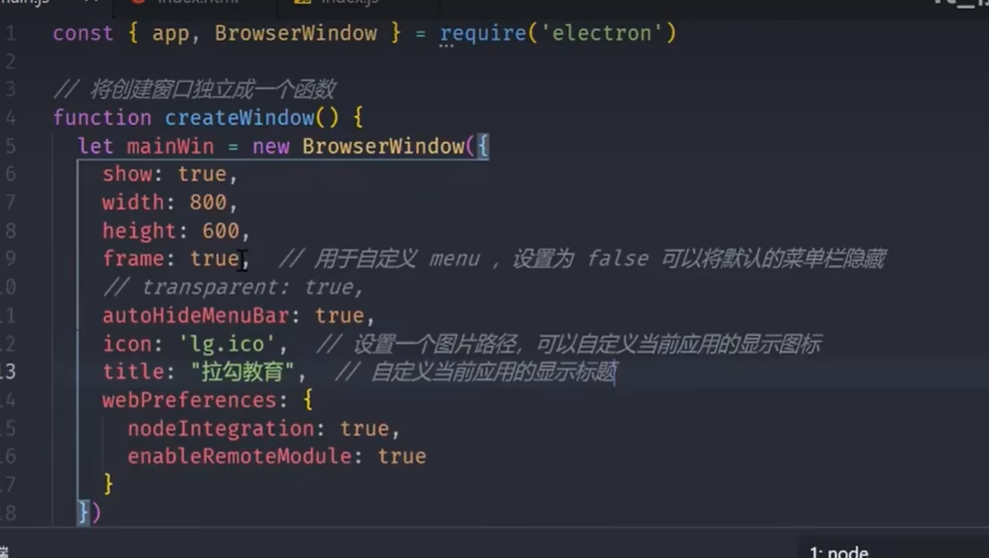 main.js index.html index.js
1 const { app, BrowserWindow } = require('electron')
2
3 // 将创建窗口独立成一个函数
4 function createWindow() {
5 let mainWin = new BrowserWindow({
6 show: true,
7 width: 800,
8 height: 600,
9 frame: true, // 用于自定义 menu ，设置为 false 可以将默认的菜单栏隐藏
10 // transparent: true,
11 autoHideMenuBar: true,
12 icon: 'lg.ico', // 设置一个图片路径，可以自定义当前应用的显示图标
13 title: "拉勾教育", // 自定义当前应用的显示标题
14 webPreferences: {
15 nodeIntegration: true,
16 enableRemoteModule: true
17 }
18 })
端 1: node